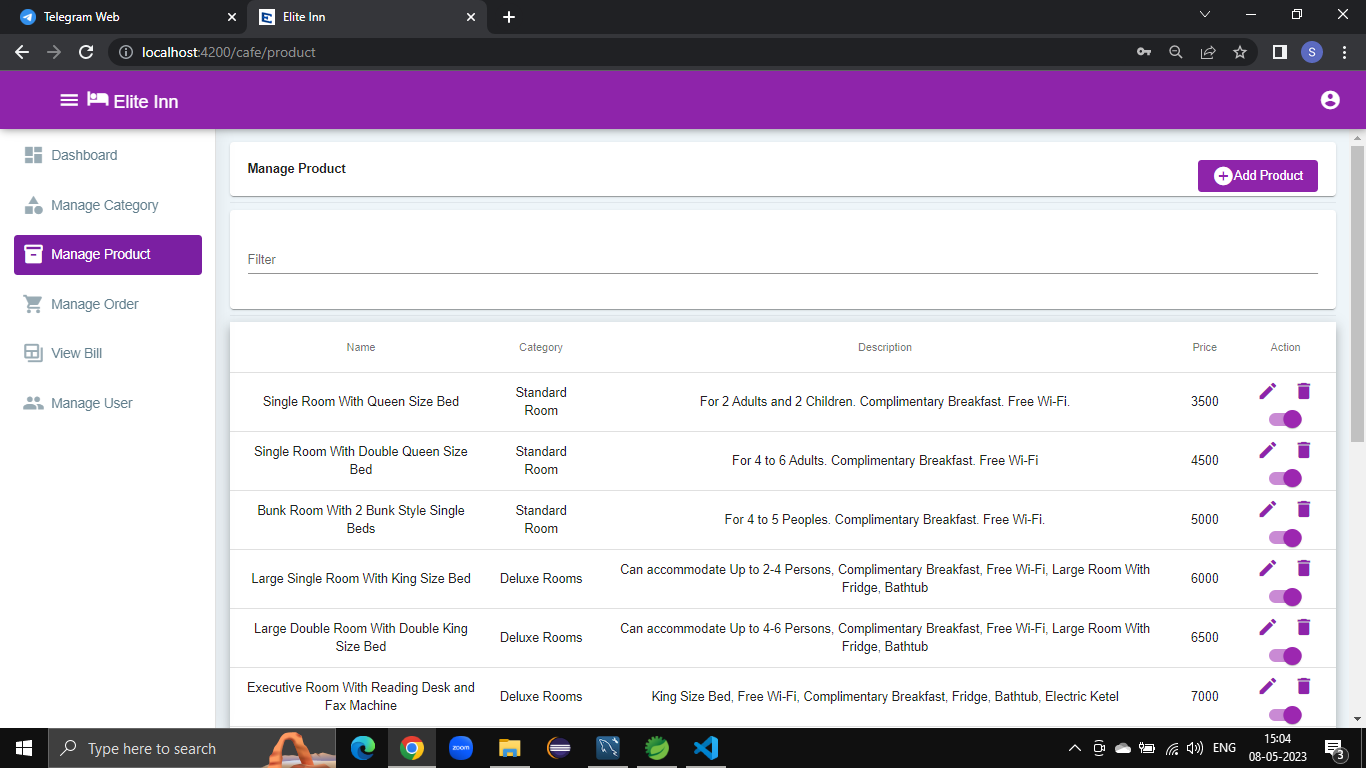 Telegram Web
Elite Inn
localhost:4200/cafe/product
S
Elite Inn
Dashboard
Manage Category
Manage Product
Manage Order
View Bill
Manage User
Manage Product
Add Product
Filter
Name Category Description Price Action
Single Room With Queen Size Bed
Standard
Room
For 2 Adults and 2 Children. Complimentary Breakfast. Free Wi-Fi.
3500
Single Room With Double Queen Size
Bed
Standard
Room
For 4 to 6 Adults. Complimentary Breakfast. Free Wi-Fi
4500
Bunk Room With 2 Bunk Style Single
Beds
Standard
Room
For 4 to 5 Peoples. Complimentary Breakfast. Free Wi-Fi.
5000
Large Single Room With King Size Bed
Deluxe Rooms
Can accommodate Up to 2-4 Persons, Complimentary Breakfast, Free Wi-Fi, Large Room With
Fridge, Bathtub
6000
Large Double Room With Double King
Size Bed
Deluxe Rooms
Can accommodate Up to 4-6 Persons, Complimentary Breakfast, Free Wi-Fi, Large Room With
Fridge, Bathtub
6500
Executive Room With Reading Desk and
Fax Machine
Deluxe Rooms
King Size Bed, Free Wi-Fi, Complimentary Breakfast, Fridge, Bathtub, Electric Ketel
7000
Type here to search
zoom
ENG
15:04
08-05-2023
3